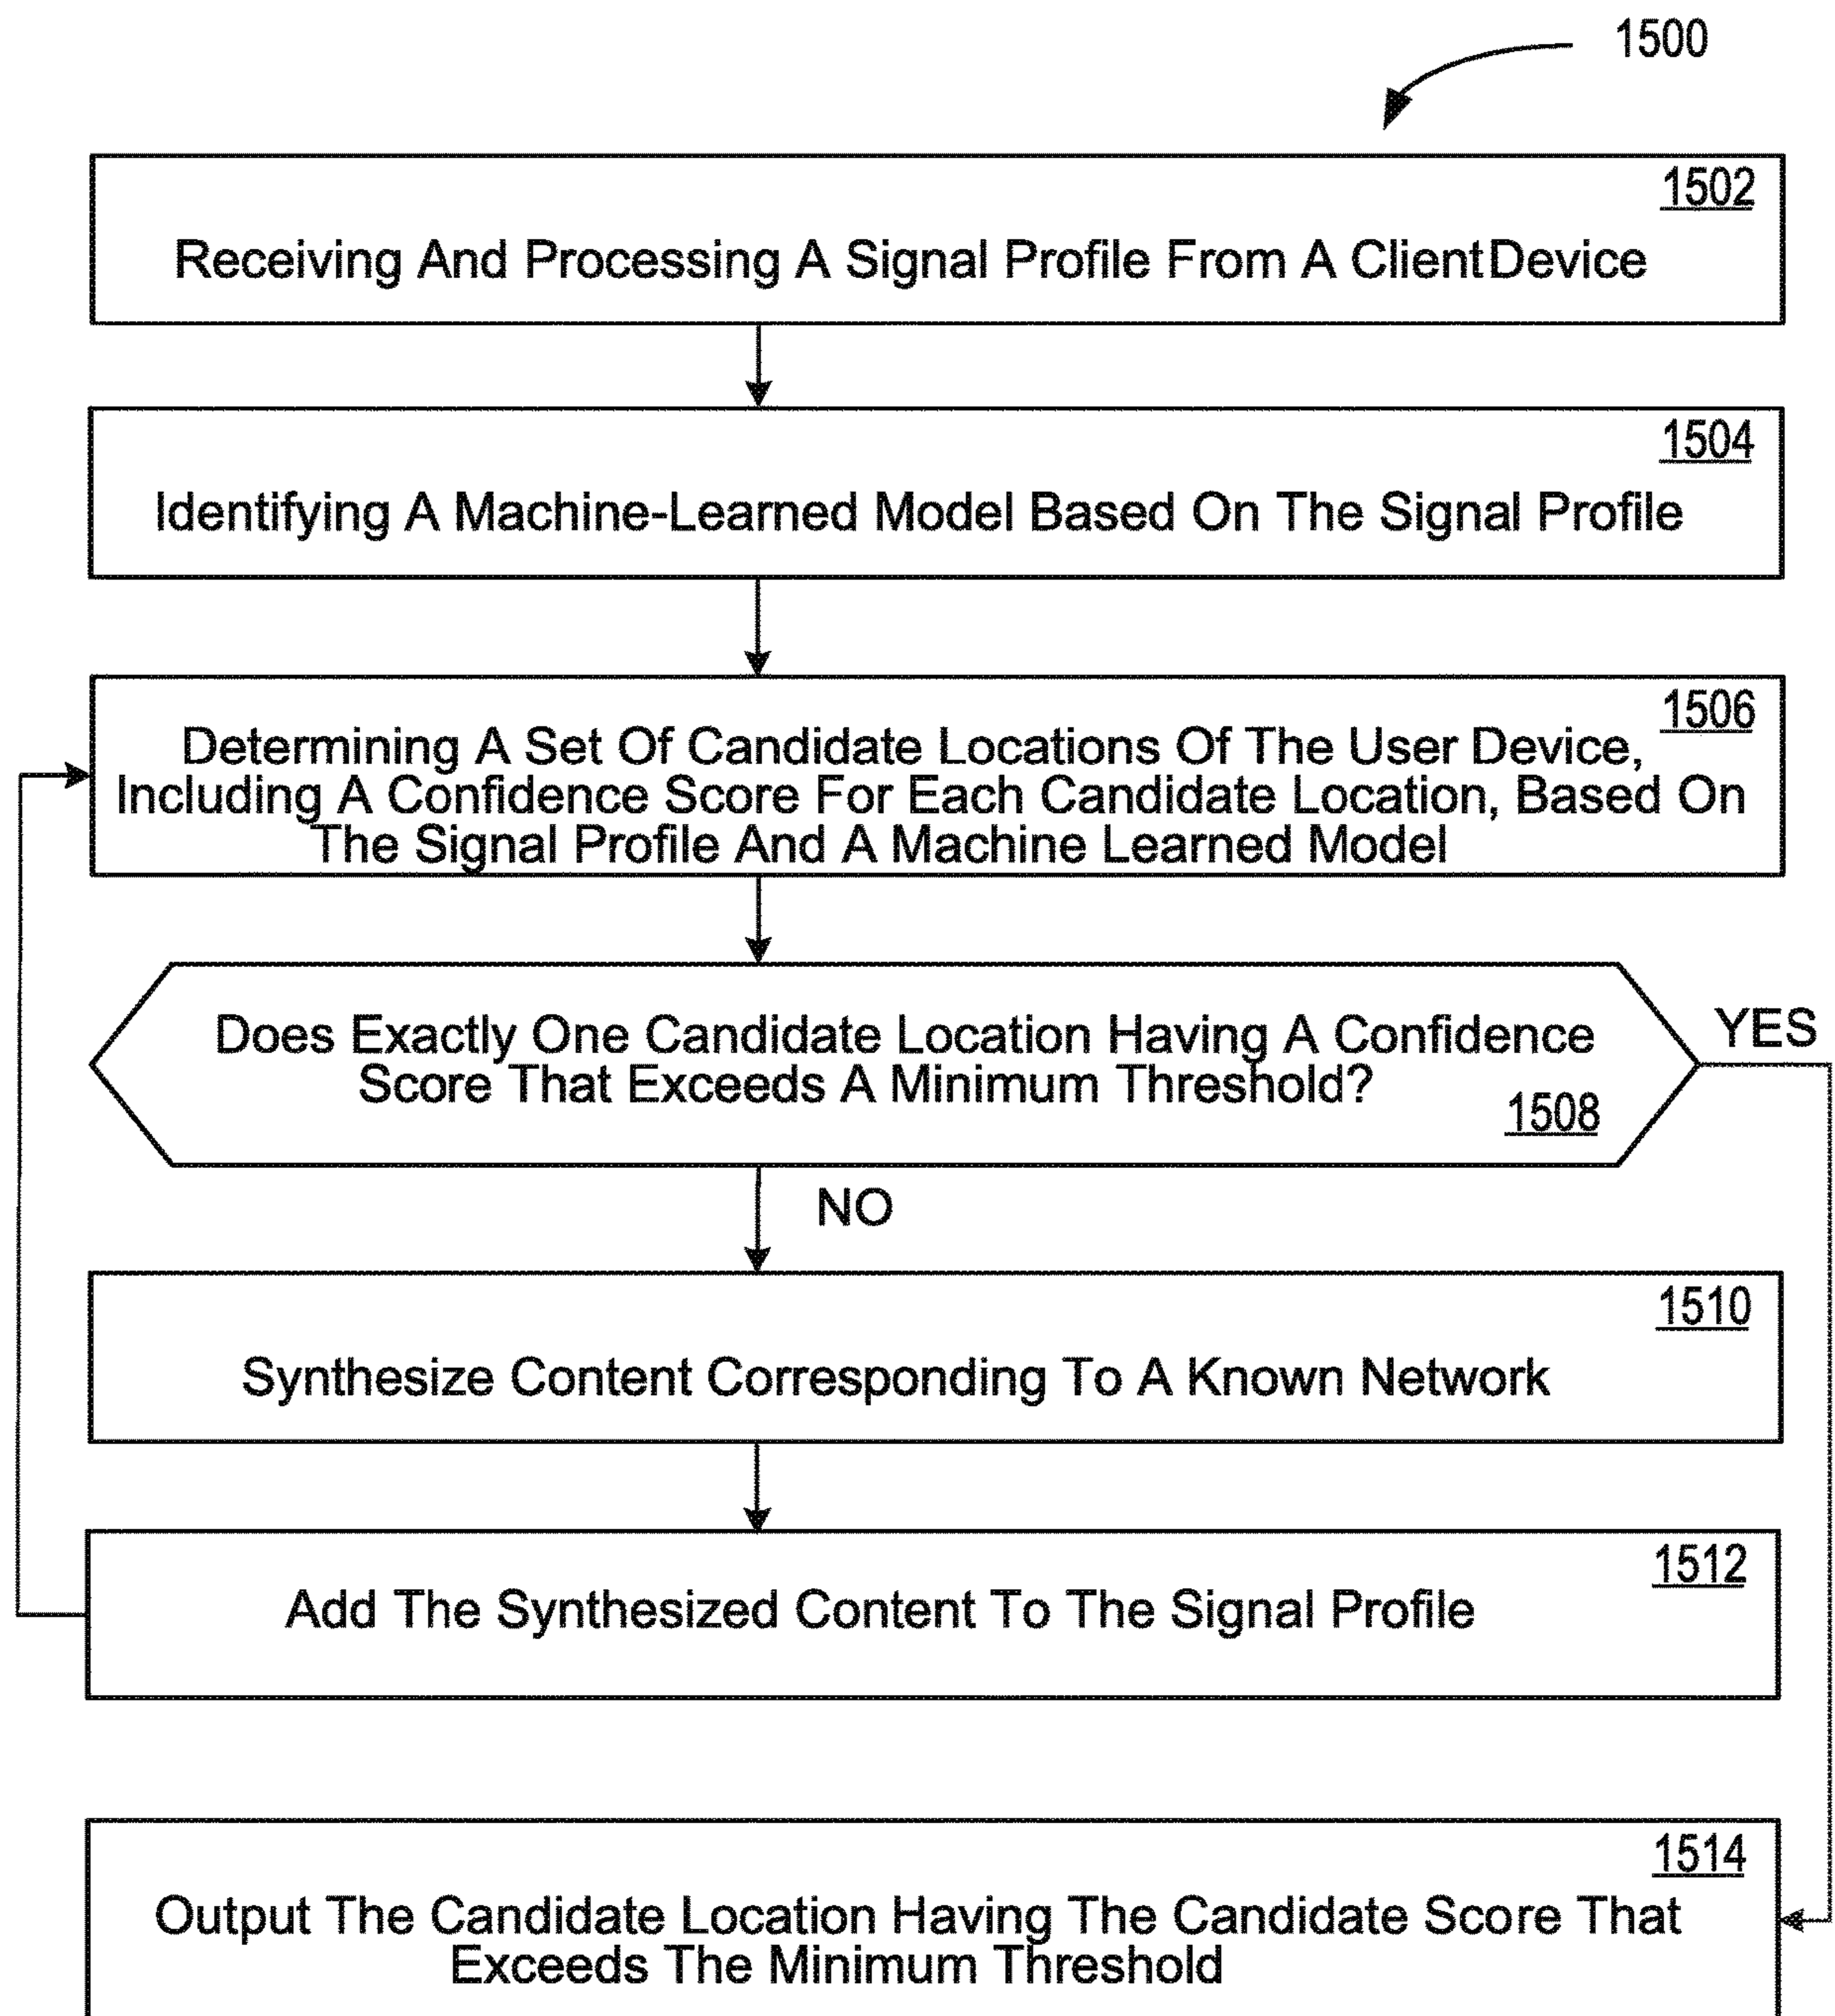 1500
1502
Receiving And Processing A Signal Profile From A Client Device
1504
Identifying A Machine-Learned Model Based On The Signal Profile
1506
Determining A Set Of Candidate Locations Of The User Device,
Including A Confidence Score For Each Candidate Location, Based On
The Signal Profile And A Machine Learned Model
Does Exactly One Candidate Location Having A Confidence
Score That Exceeds A Minimum Threshold?
1508
YES
NO
1510
Synthesize Content Corresponding To A Known Network
1512
Add The Synthesized Content To The Signal Profile
1514
Output The Candidate Location Having The Candidate Score That
Exceeds The Minimum Threshold